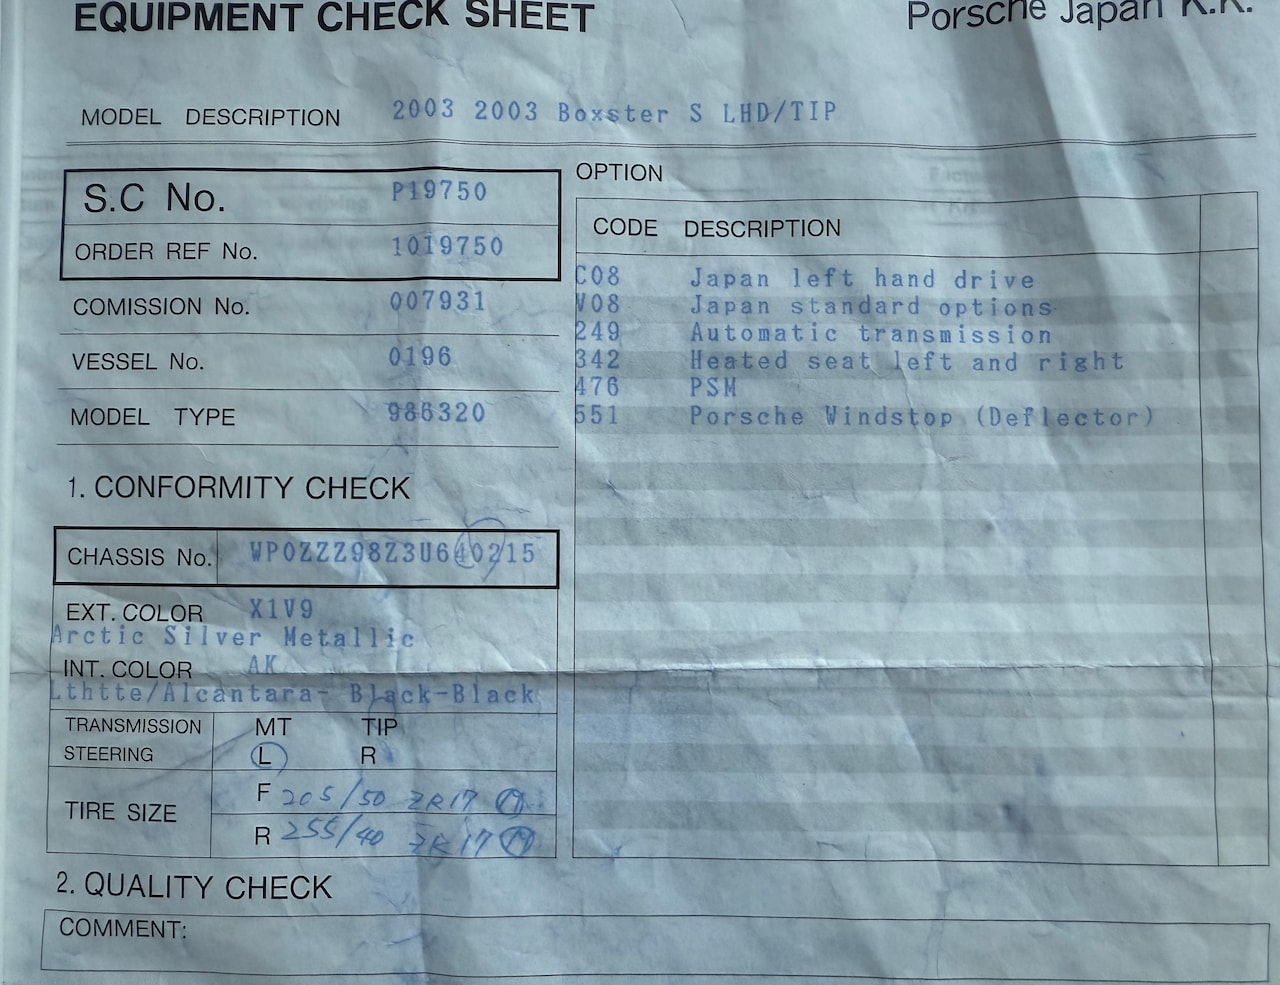 EQUIPMENT CHECK SHEET
Porsche Japan K.K.
MODEL DESCRIPTION 2003 2003 Boxster S LHD/TIP
S.C No. P19750
ORDER REF No. 1019750
COMISSION No. 007931
VESSEL No. 0196
MODEL TYPE 986320
OPTION
CODE DESCRIPTION
C08 Japan left hand drive
V08 Japan standard options
249 Automatic transmission
342 Heated seat left and right
476 PSM
551 Porsche Windstop (Deflector)
1. CONFORMITY CHECK
CHASSIS No. WP0ZZZ98Z3U640215
EXT. COLOR X1V9
Arctic Silver Metallic
INT. COLOR AK
Lthtte/Alcantara- Black-Black
TRANSMISSION MT TIP
STEERING L R
TIRE SIZE
F 205/50 ZR17
R 255/40 ZR17
2. QUALITY CHECK
COMMENT: